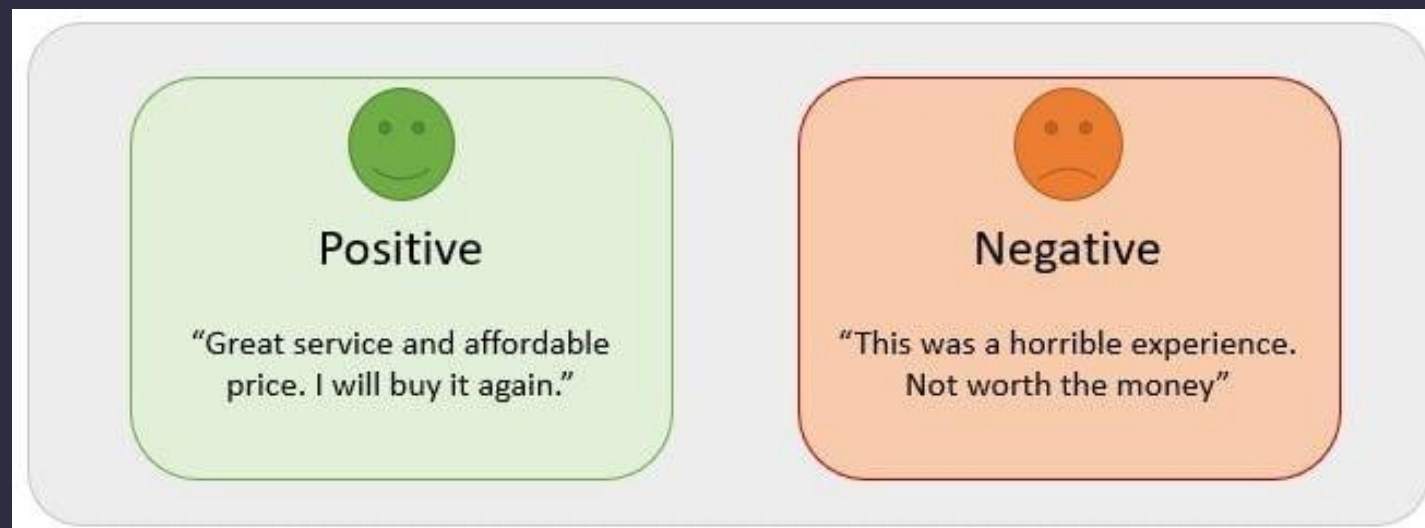 Positive
“Great service and affordable
price. I will buy it again.”
Negative
“This was a horrible experience.
Not worth the money”